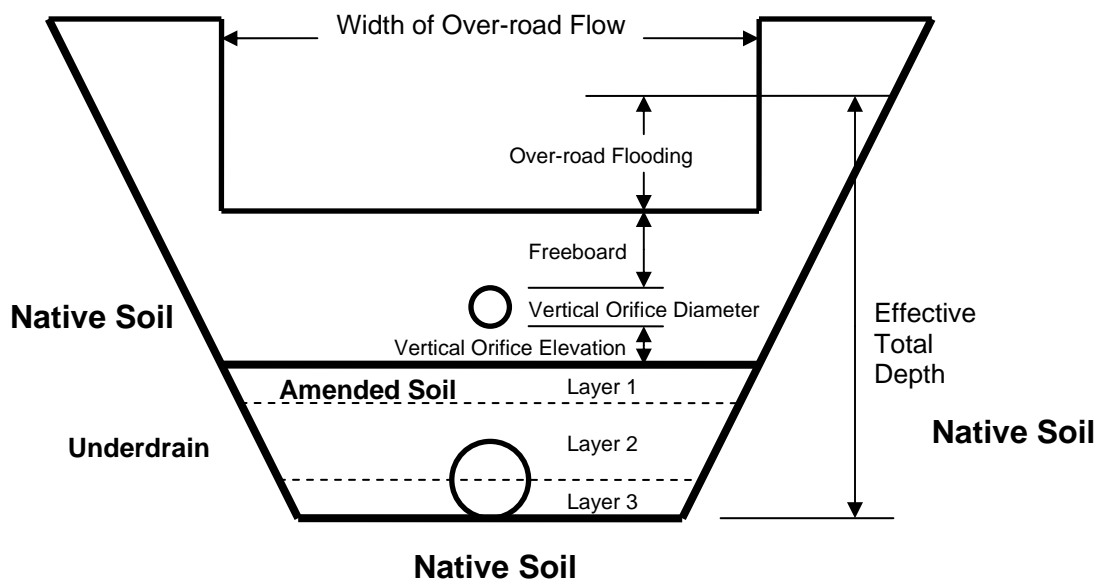 Width of Over-road Flow
Over-road Flooding
Freeboard
Native Soil
Vertical Orifice Diameter
Effective
Total
Depth
Vertical Orifice Elevation
Amended Soil
Layer 1
Underdrain
Layer 2
Native Soil
Layer 3
Native Soil